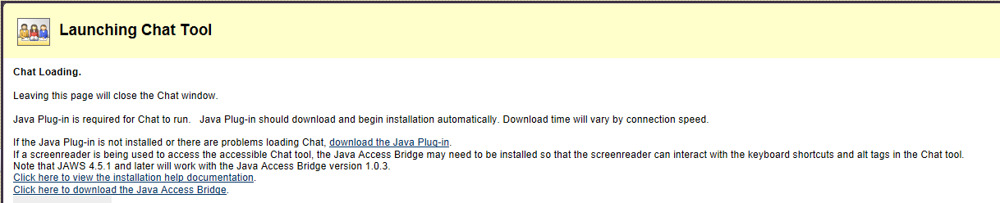 Launching Chat Tool
Chat Loading.
Leaving this page will close the Chat window.
Java Plug-in is required for Chat to run.   Java Plug-in should download and begin installation automatically. Download time will vary by connection speed.
If the Java Plug-in is not installed or there are problems loading Chat, download the Java Plug-in.
If a screenreader is being used to access the accessible Chat tool, the Java Access Bridge may need to be installed so that the screenreader can interact with the keyboard shortcuts and alt tags in the Chat tool.
Note that JAWS 4.5.1 and later will work with the Java Access Bridge version 1.0.3.
Click here to view the installation help documentation.
Click here to download the Java Access Bridge.